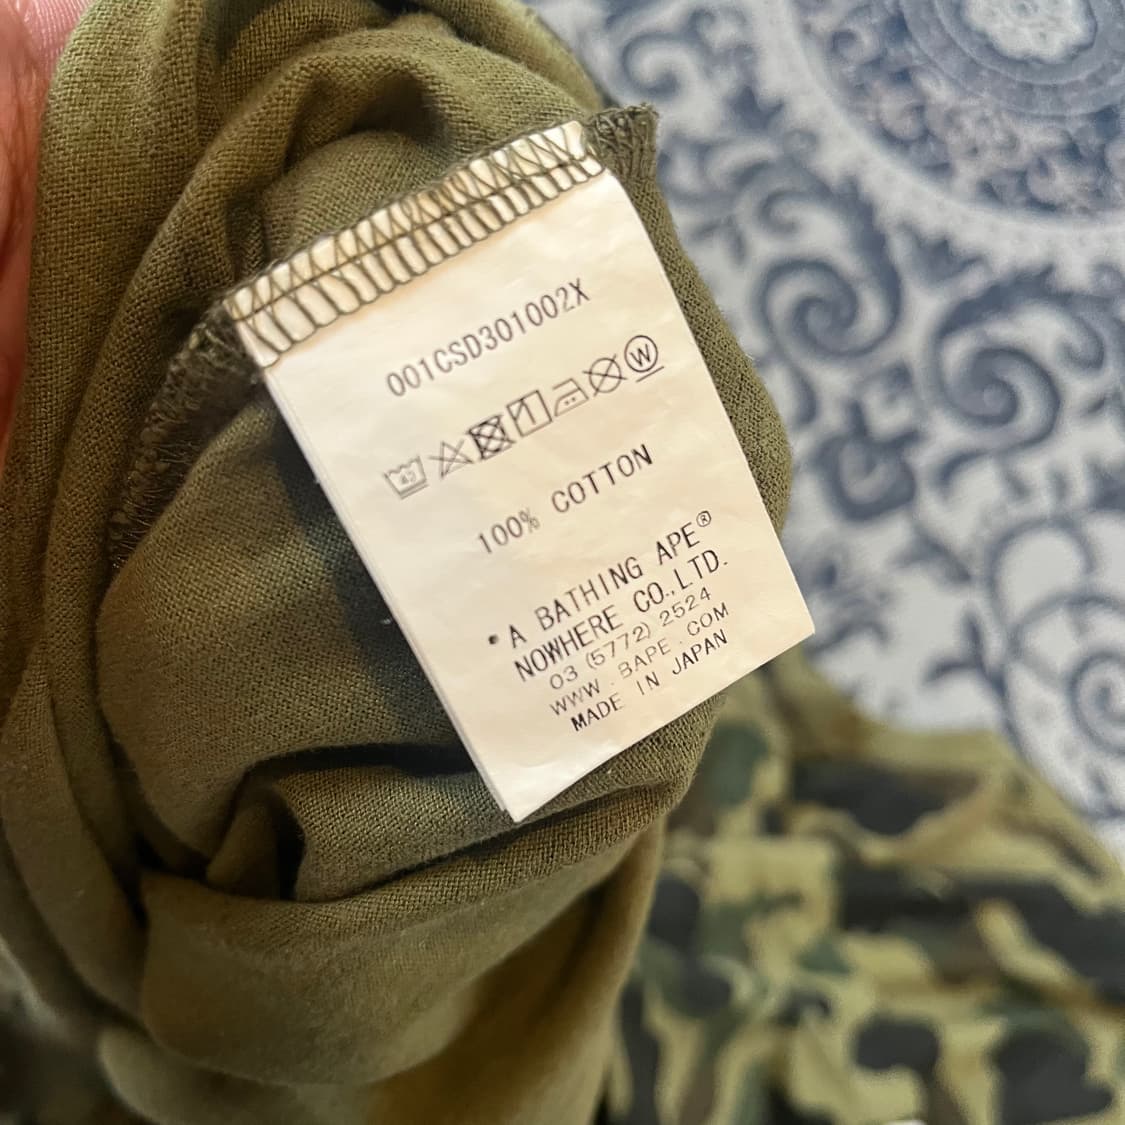 001CSD301002X
100% COTTON
•A BATHING APE®
NOWHERE CO.,LTD.
03 (5772) 2524
WWW.BAPE.COM
MADE IN JAPAN